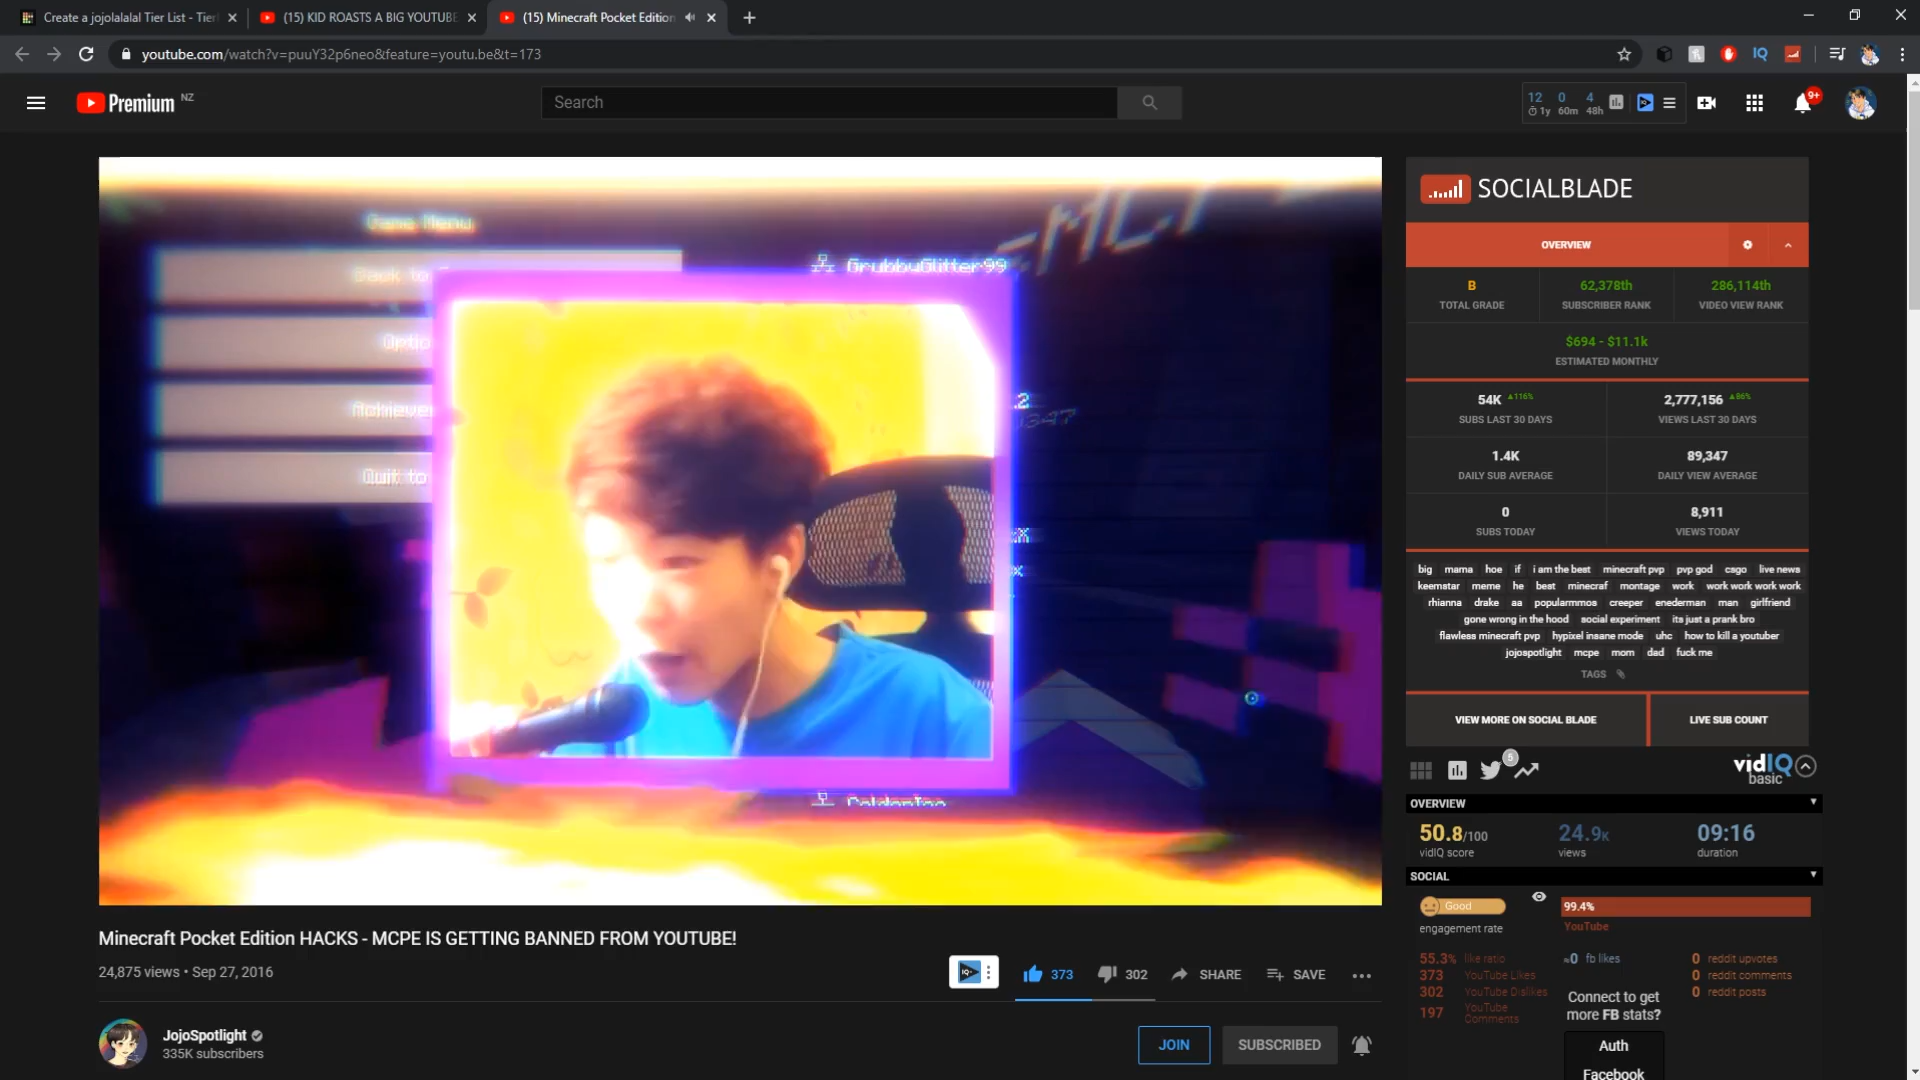 Create a jojolalalal Tier List - Tier
(15) KID ROASTS A BIG YOUTUBE
(15) Minecraft Pocket Edition
youtube.com/watch?v=puuY32p6neo&feature=youtu.be&t=173
IQ
Premium NZ
Search
12 0 4
1y 60m 48h
9+
Game Menu
Back to
GrubbyGlitter99
Optio
Achiever
Quit to
.2
SOCIALBLADE
OVERVIEW
B 62,378th 286,114th
TOTAL GRADE SUBSCRIBER RANK VIDEO VIEW RANK
$694 - $11.1k
ESTIMATED MONTHLY
54K ▲116% 2,777,156 ▲86%
SUBS LAST 30 DAYS VIEWS LAST 30 DAYS
1.4K 89,347
DAILY SUB AVERAGE DAILY VIEW AVERAGE
0 8,911
SUBS TODAY VIEWS TODAY
big mama hoe if i am the best minecraft pvp pvp god csgo live news
keemstar meme he best minecraf montage work work work work work
rhianna drake aa popularmmos creeper enederman man girlfriend
gone wrong in the hood social experiment its just a prank bro
flawless minecraft pvp hypixel insane mode uhc how to kill a youtuber
jojospotlight mcpe mom dad fuck me
TAGS
VIEW MORE ON SOCIAL BLADE LIVE SUB COUNT
5
vidIQ
basic
OVERVIEW
50.8/100 24.9K 09:16
vidIQ score views duration
SOCIAL
Good 99.4%
engagement rate YouTube
55.3% like ratio ≈0 fb likes 0 reddit upvotes
373 YouTube Likes 0 reddit comments
302 YouTube Dislikes 0 reddit posts
197 YouTube Comments
Connect to get
more FB stats?
Auth
Facebook
Minecraft Pocket Edition HACKS - MCPE IS GETTING BANNED FROM YOUTUBE!
24,875 views • Sep 27, 2016
373 302 SHARE SAVE
JojoSpotlight
335K subscribers
JOIN SUBSCRIBED